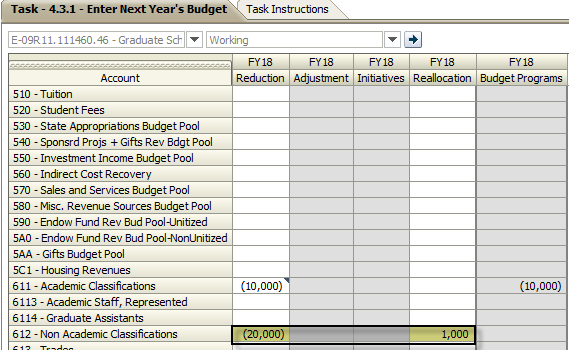 Task - 4.3.1 - Enter Next Year's Budget Task Instructions
E-09R11.111460.46 - Graduate Sch Working
FY18 FY18 FY18 FY18 FY18
Account Reduction Adjustment Initiatives Reallocation Budget Programs
510 - Tuition
520 - Student Fees
530 - State Appropriations Budget Pool
540 - Sponsrd Projs + Gifts Rev Bdgt Pool
550 - Investment Income Budget Pool
560 - Indirect Cost Recovery
570 - Sales and Services Budget Pool
580 - Misc. Revenue Sources Budget Pool
590 - Endow Fund Rev Bud Pool-Unitized
5A0 - Endow Fund Rev Bud Pool-NonUnitized
5AA - Gifts Budget Pool
5C1 - Housing Revenues
611 - Academic Classifications (10,000) (10,000)
6113 - Academic Staff, Represented
6114 - Graduate Assistants
612 - Non Academic Classifications (20,000) 1,000
613 - Trades